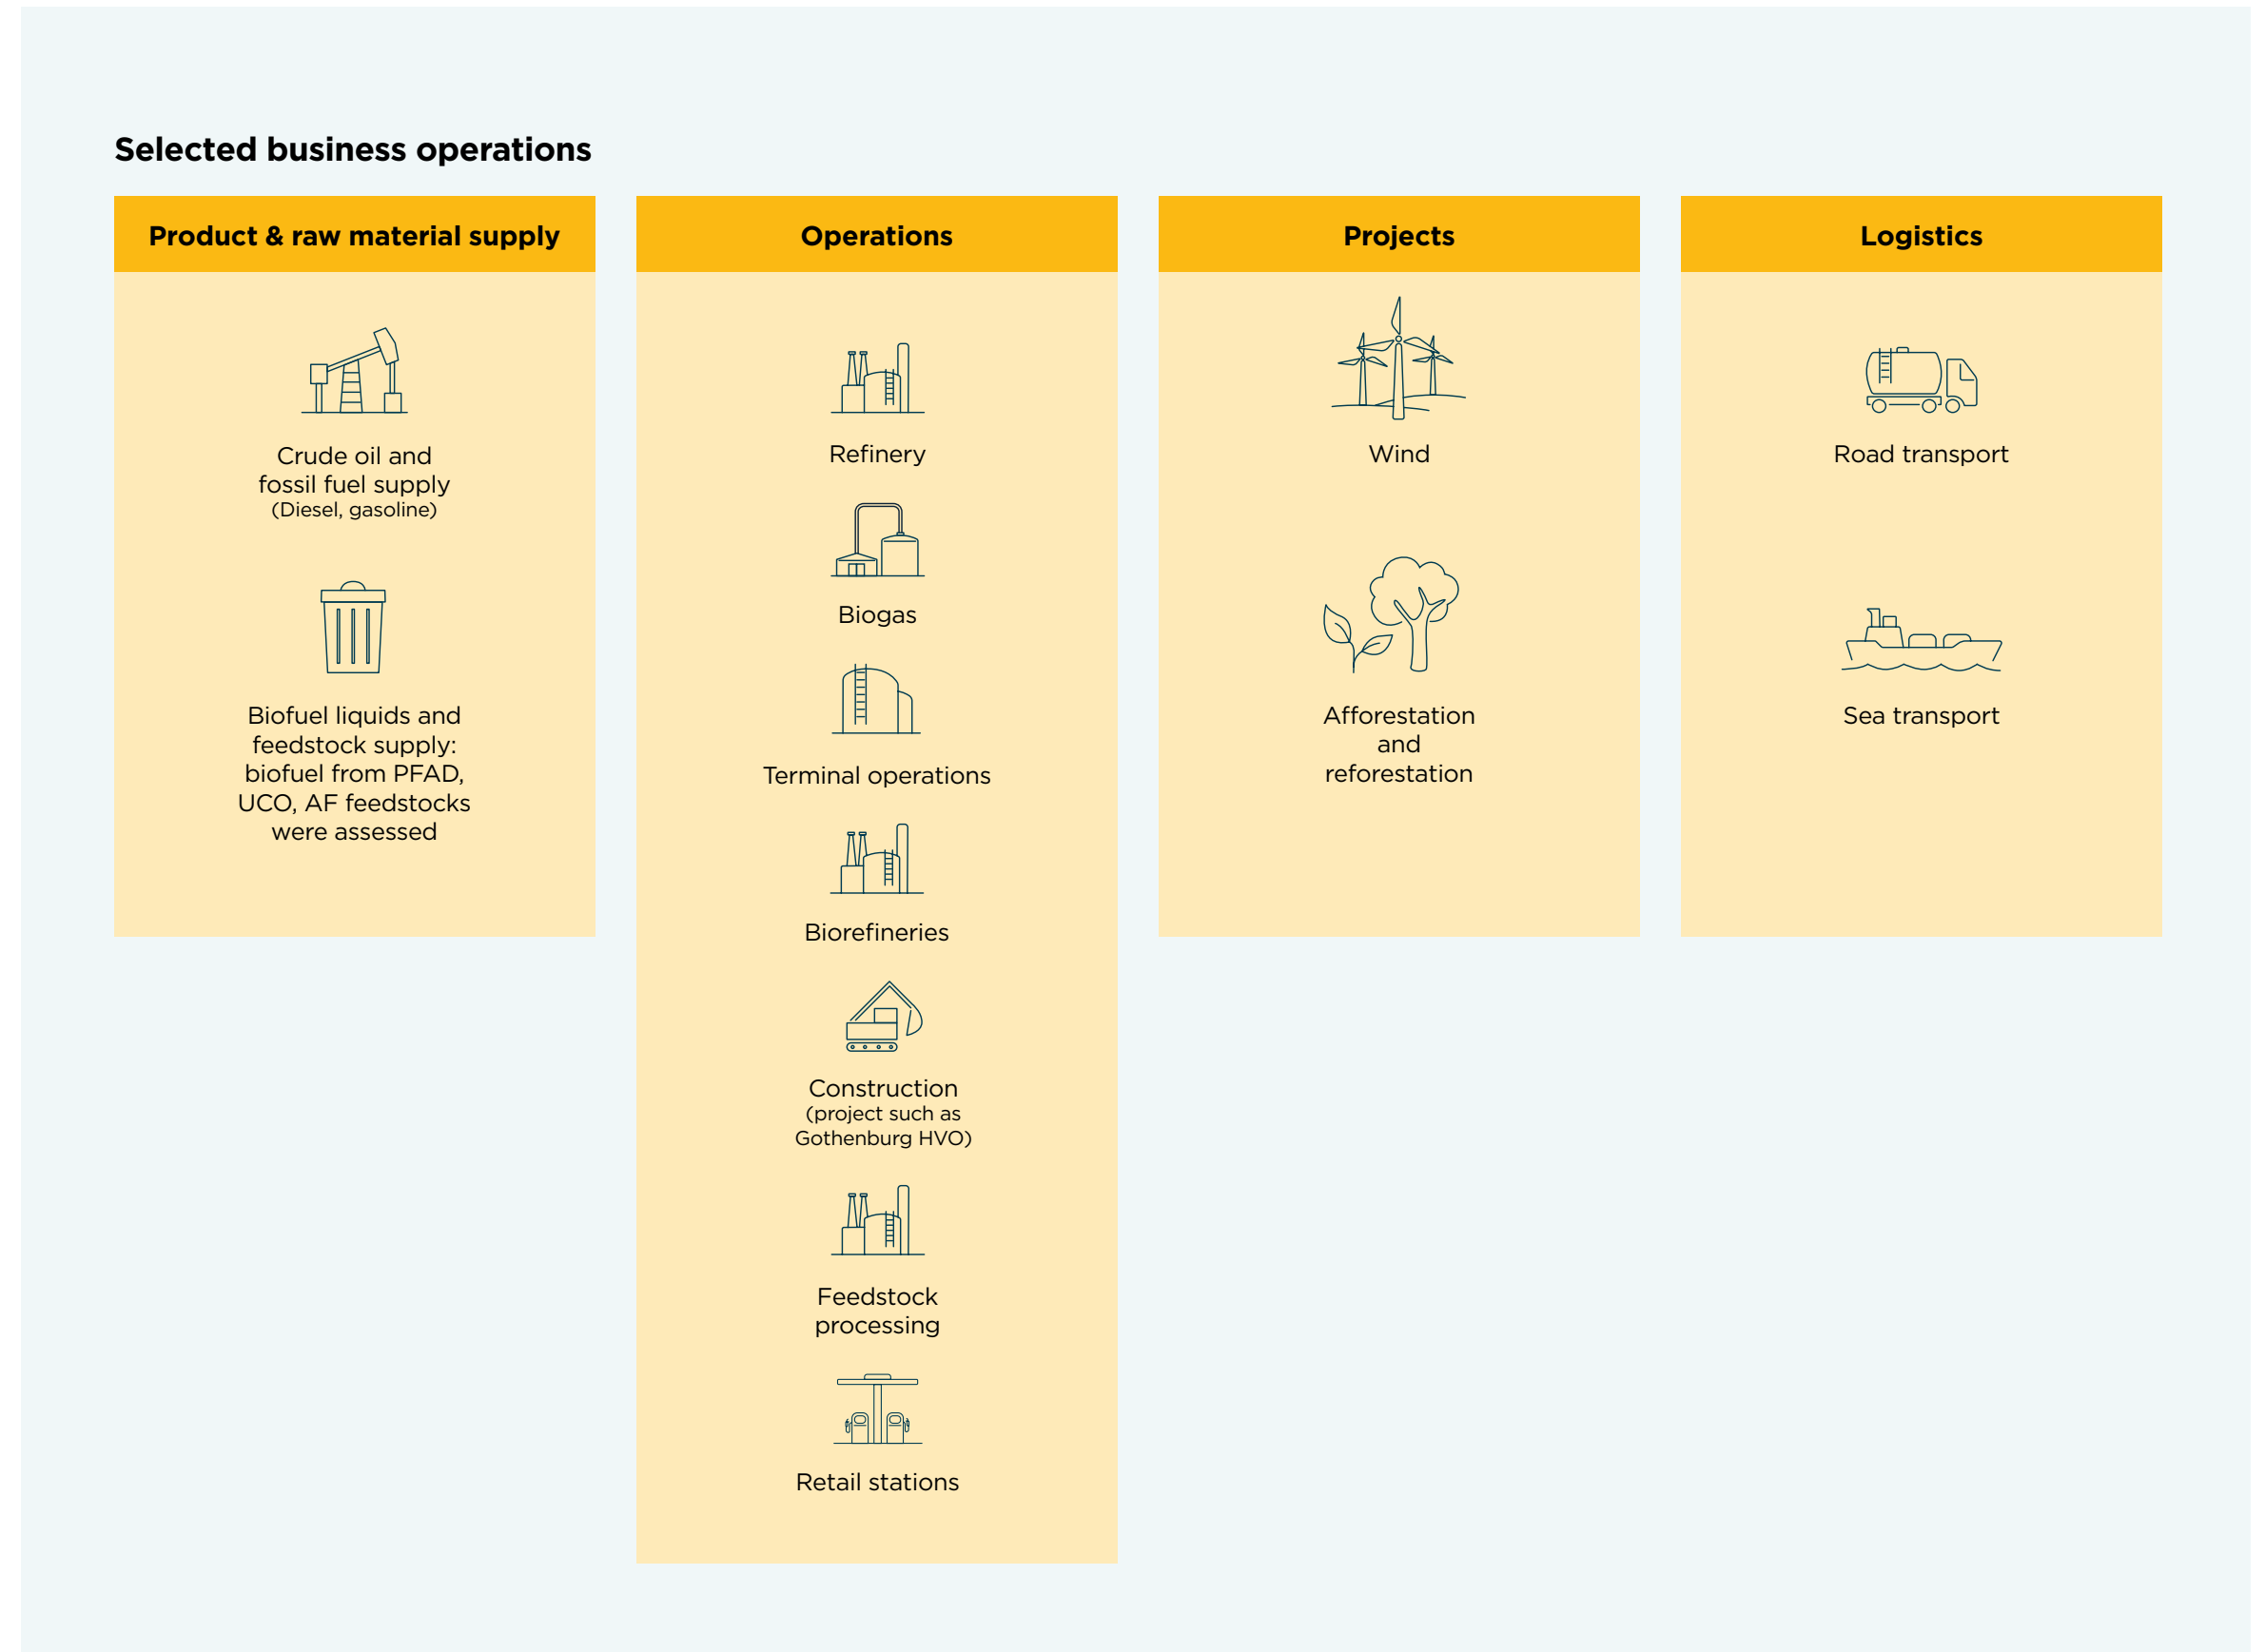 Selected business operations
Product & raw material supply
Crude oil and
fossil fuel supply
(Diesel, gasoline)
Biofuel liquids and
feedstock supply:
biofuel from PFAD,
UCO, AF feedstocks
were assessed
Operations
Refinery
Biogas
Terminal operations
Biorefineries
Construction
(project such as
Gothenburg HVO)
Feedstock
processing
Retail stations
Projects
Wind
Afforestation
and
reforestation
Logistics
Road transport
Sea transport